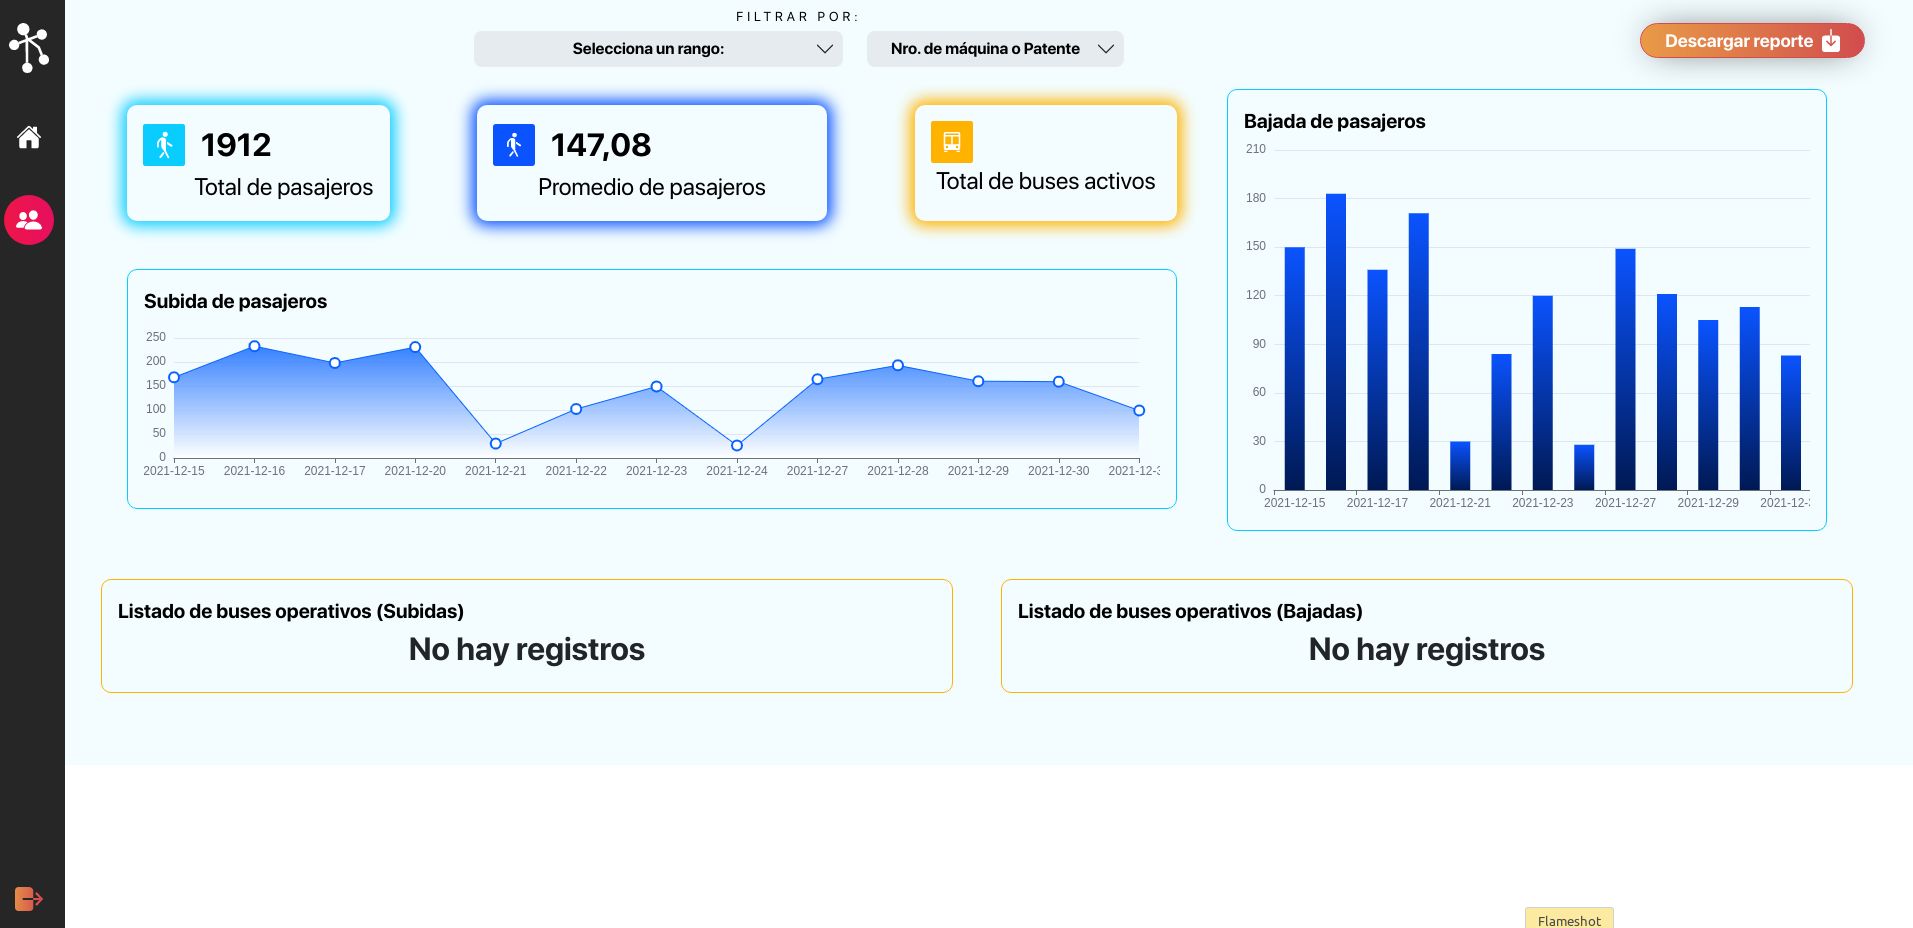 FILTRAR POR:
Selecciona un rango:
Nro. de máquina o Patente
Descargar reporte
1912
Total de pasajeros
147,08
Promedio de pasajeros
Total de buses activos
Subida de pasajeros
250
200
150
100
50
0
2021-12-15 2021-12-16 2021-12-17 2021-12-20 2021-12-21 2021-12-22 2021-12-23 2021-12-24 2021-12-27 2021-12-28 2021-12-29 2021-12-30 2021-12-3
Bajada de pasajeros
210
180
150
120
90
60
30
0
2021-12-15 2021-12-17 2021-12-21 2021-12-23 2021-12-27 2021-12-29 2021-12-3
Listado de buses operativos (Subidas)
No hay registros
Listado de buses operativos (Bajadas)
No hay registros
Flameshot